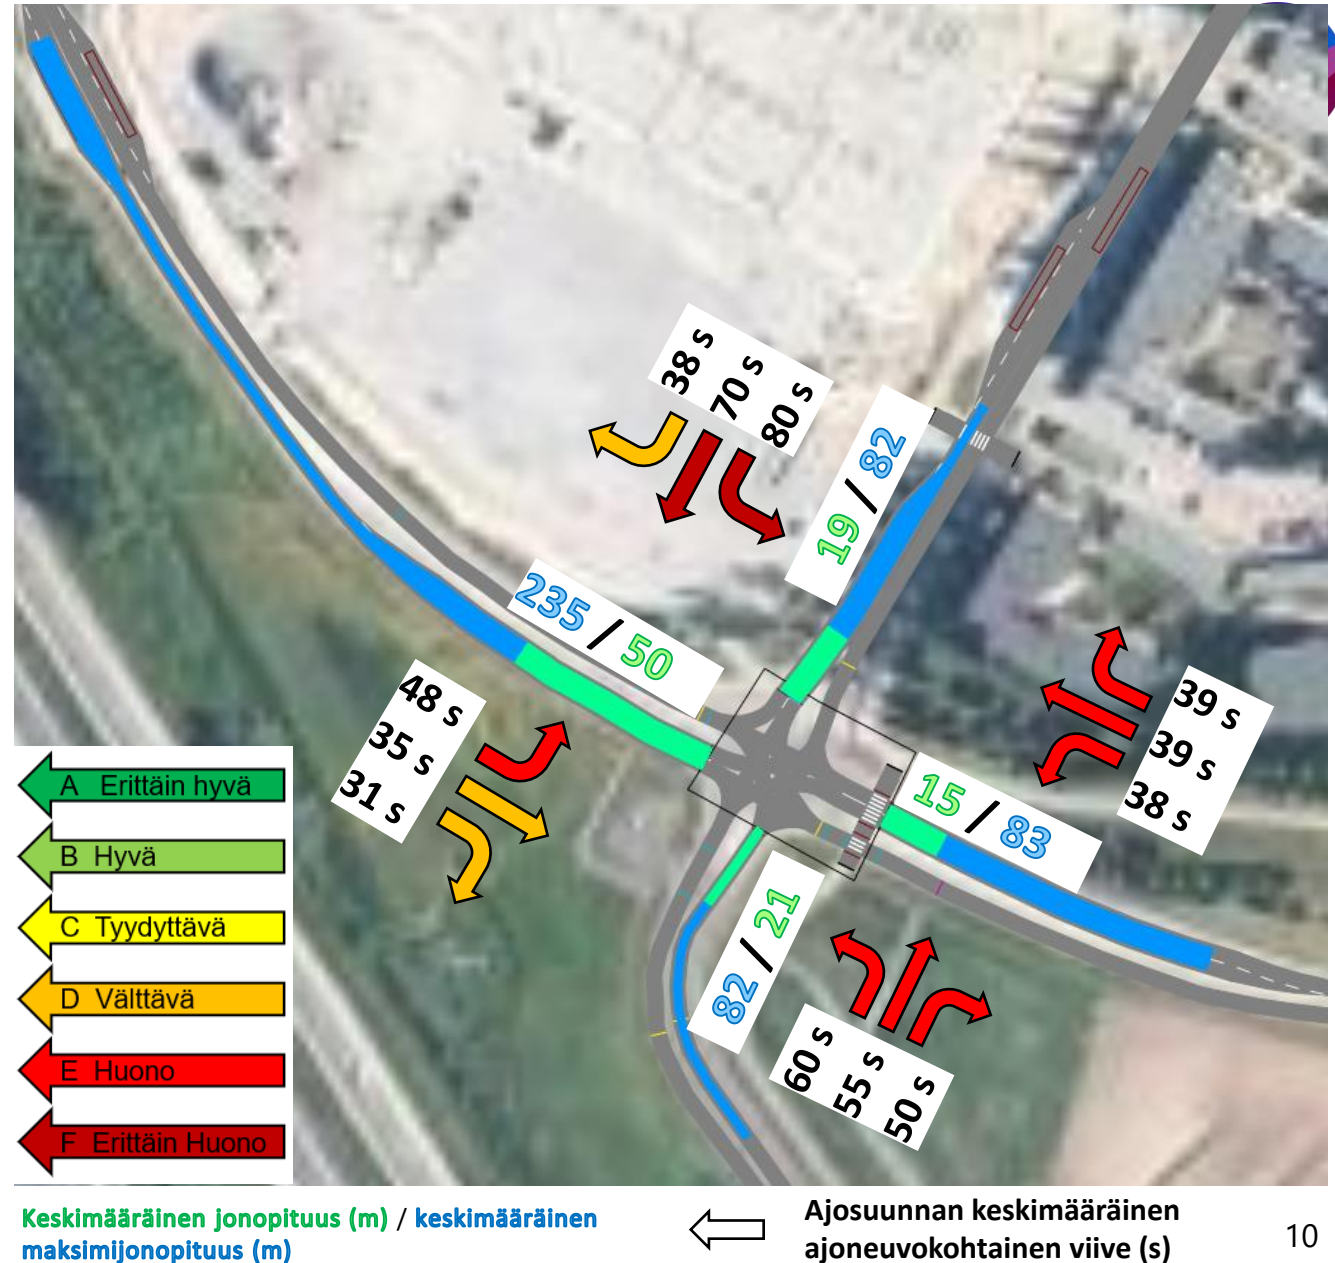 38 s
70 s
80 s
19 / 82
235 / 50
48 s
35 s
31 s
39 s
39 s
38 s
15 / 83
82 / 21
60 s
55 s
50 s
A Erittäin hyvä
B Hyvä
C Tyydyttävä
D Välttävä
E Huono
F Erittäin Huono
Keskimääräinen jonopituus (m) / keskimääräinen
maksimijonopituus (m)
Ajosuunnan keskimääräinen
ajoneuvokohtainen viive (s)
10